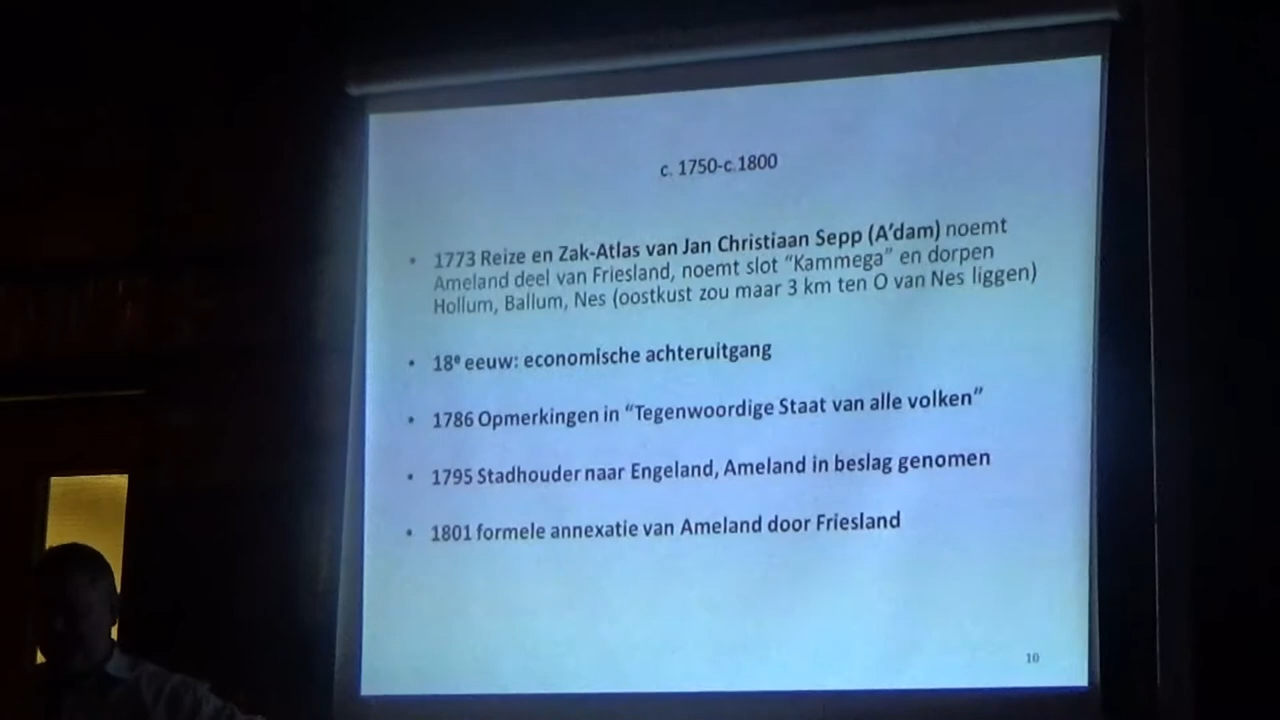 c. 1750-c.1800
• 1773 Reize en Zak-Atlas van Jan Christiaan Sepp (A'dam) noemt
Ameland deel van Friesland, noemt slot “Kammega” en dorpen
Hollum, Ballum, Nes (oostkust zou maar 3 km ten O van Nes liggen)
• 18e eeuw: economische achteruitgang
• 1786 Opmerkingen in “Tegenwoordige Staat van alle volken”
• 1795 Stadhouder naar Engeland, Ameland in beslag genomen
• 1801 formele annexatie van Ameland door Friesland
10